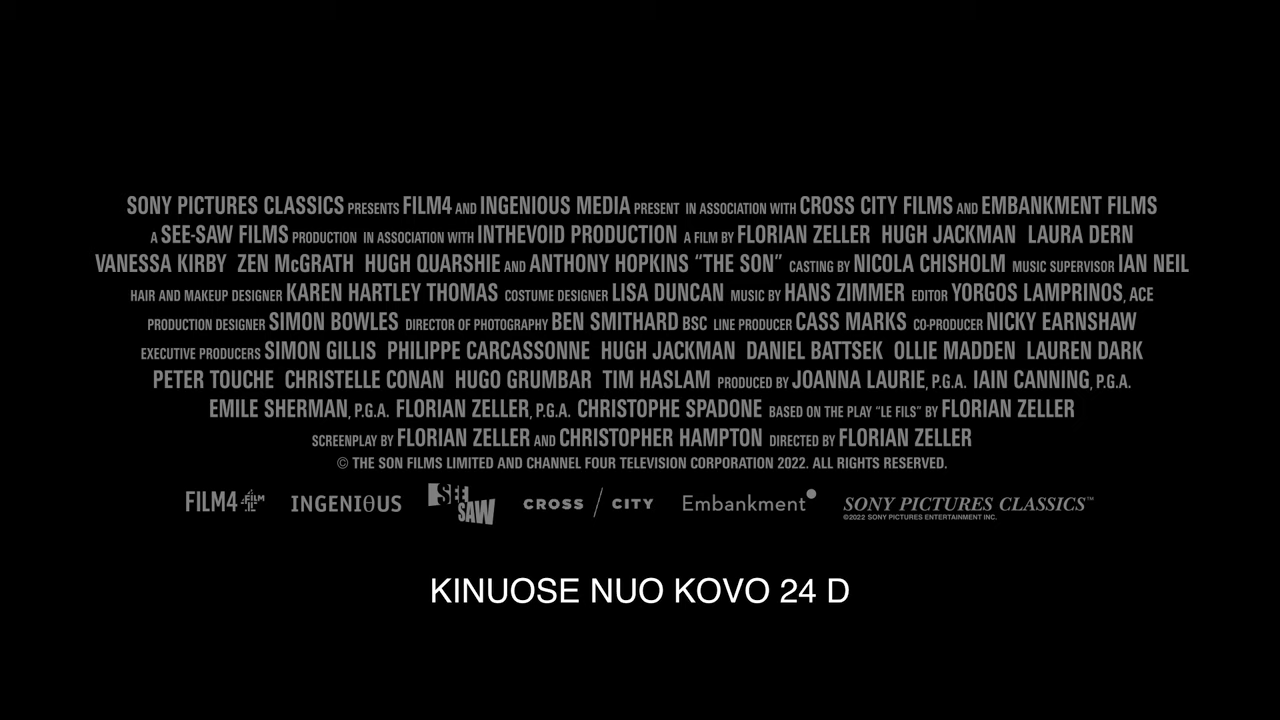 SONY PICTURES CLASSICS PRESENTS FILM4 AND INGENIOUS MEDIA PRESENT IN ASSOCIATION WITH CROSS CITY FILMS AND EMBANKMENT FILMS
A SEE-SAW FILMS PRODUCTION IN ASSOCIATION WITH INTHEVOID PRODUCTION A FILM BY FLORIAN ZELLER HUGH JACKMAN LAURA DERN
VANESSA KIRBY ZEN McGRATH HUGH QUARSHIE AND ANTHONY HOPKINS “THE SON” CASTING BY NICOLA CHISHOLM MUSIC SUPERVISOR IAN NEIL
HAIR AND MAKEUP DESIGNER KAREN HARTLEY THOMAS COSTUME DESIGNER LISA DUNCAN MUSIC BY HANS ZIMMER EDITOR YORGOS LAMPRINOS, ACE
PRODUCTION DESIGNER SIMON BOWLES DIRECTOR OF PHOTOGRAPHY BEN SMITHARD BSC LINE PRODUCER CASS MARKS CO-PRODUCER NICKY EARNSHAW
EXECUTIVE PRODUCERS SIMON GILLIS PHILIPPE CARCASSONNE HUGH JACKMAN DANIEL BATTSEK OLLIE MADDEN LAUREN DARK
PETER TOUCHE CHRISTELLE CONAN HUGO GRUMBAR TIM HASLAM PRODUCED BY JOANNA LAURIE, P.G.A. IAIN CANNING, P.G.A.
EMILE SHERMAN, P.G.A. FLORIAN ZELLER, P.G.A. CHRISTOPHE SPADONE BASED ON THE PLAY “LE FILS” BY FLORIAN ZELLER
SCREENPLAY BY FLORIAN ZELLER AND CHRISTOPHER HAMPTON DIRECTED BY FLORIAN ZELLER
© THE SON FILMS LIMITED AND CHANNEL FOUR TELEVISION CORPORATION 2022. ALL RIGHTS RESERVED.
FILM4 FILM INGENIOUS SEE SAW CROSS / CITY Embankment SONY PICTURES CLASSICS™
©2022 SONY PICTURES ENTERTAINMENT INC.
KINUOSE NUO KOVO 24 D